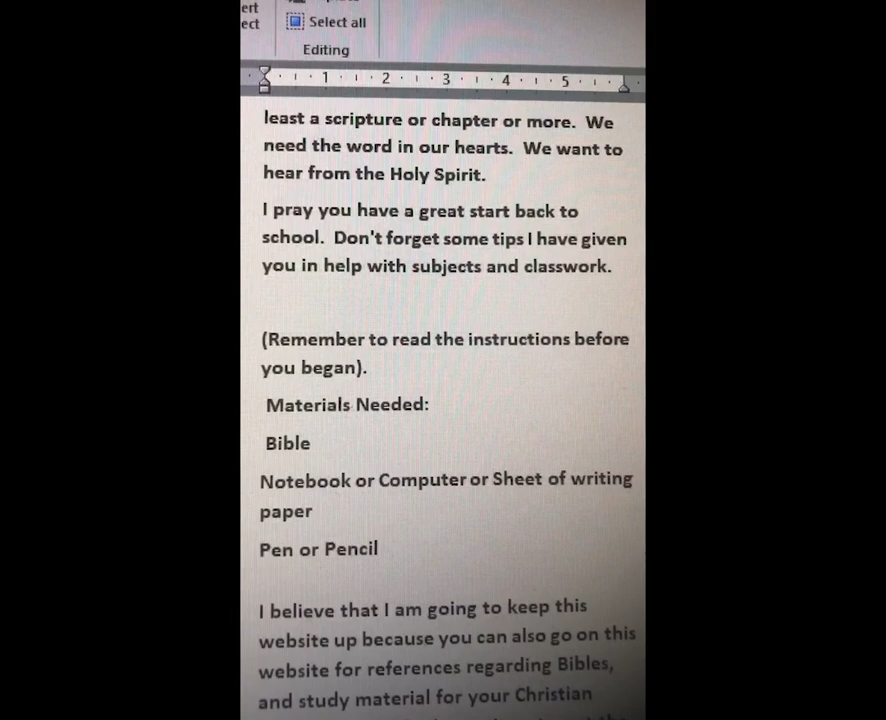 ert
ect
Select all
Editing
1 2 3 4 5
least a scripture or chapter or more. We
need the word in our hearts. We want to
hear from the Holy Spirit.
I pray you have a great start back to
school. Don't forget some tips I have given
you in help with subjects and classwork.
(Remember to read the instructions before
you began).
Materials Needed:
Bible
Notebook or Computer or Sheet of writing
paper
Pen or Pencil
I believe that I am going to keep this
website up because you can also go on this
website for references regarding Bibles,
and study material for your Christian